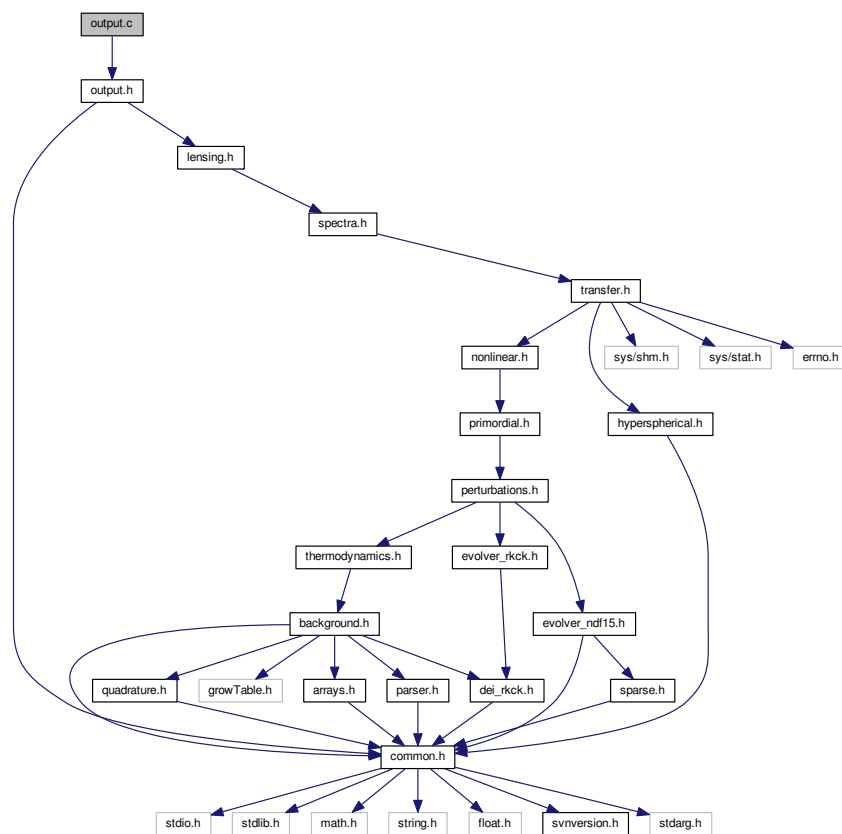 output.c
output.h
lensing.h
spectra.h
transfer.h
nonlinear.h
sys/shm.h
sys/stat.h
errno.h
primordial.h
hyperspherical.h
perturbations.h
thermodynamics.h
evolver_rkck.h
background.h
evolver_ndf15.h
quadrature.h
growTable.h
arrays.h
parser.h
dei_rkck.h
sparse.h
common.h
stdio.h
stdlib.h
math.h
string.h
float.h
svnversion.h
stdarg.h